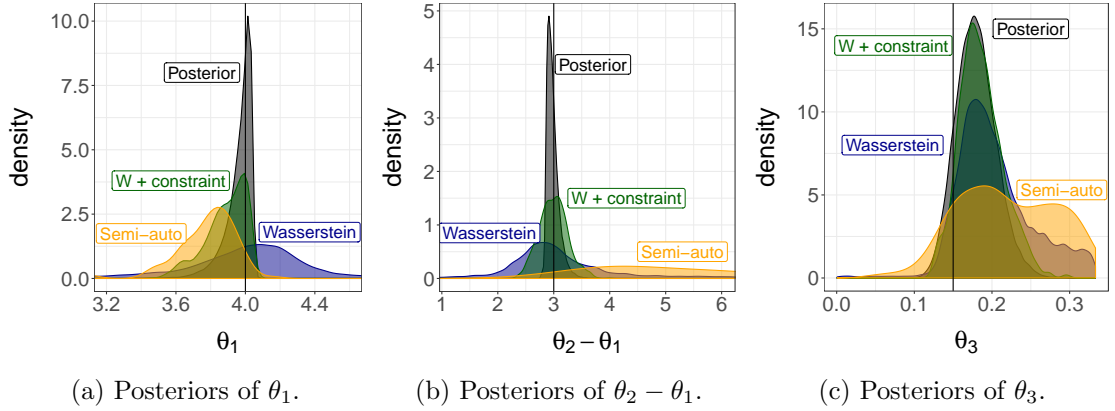 density
10.0
7.5
5.0
2.5
0.0
Posterior
W + constraint
Semi−auto
Wasserstein
3.2
3.6
4.0
4.4
θ1
density
5
4
3
2
1
0
Posterior
W + constraint
Wasserstein
Semi−auto
1
2
3
4
5
6
θ2 − θ1
density
15
10
5
0
W + constraint
Posterior
Wasserstein
Semi−auto
0.0
0.1
0.2
0.3
θ3
(a) Posteriors of θ1.
(b) Posteriors of θ2 − θ1.
(c) Posteriors of θ3.